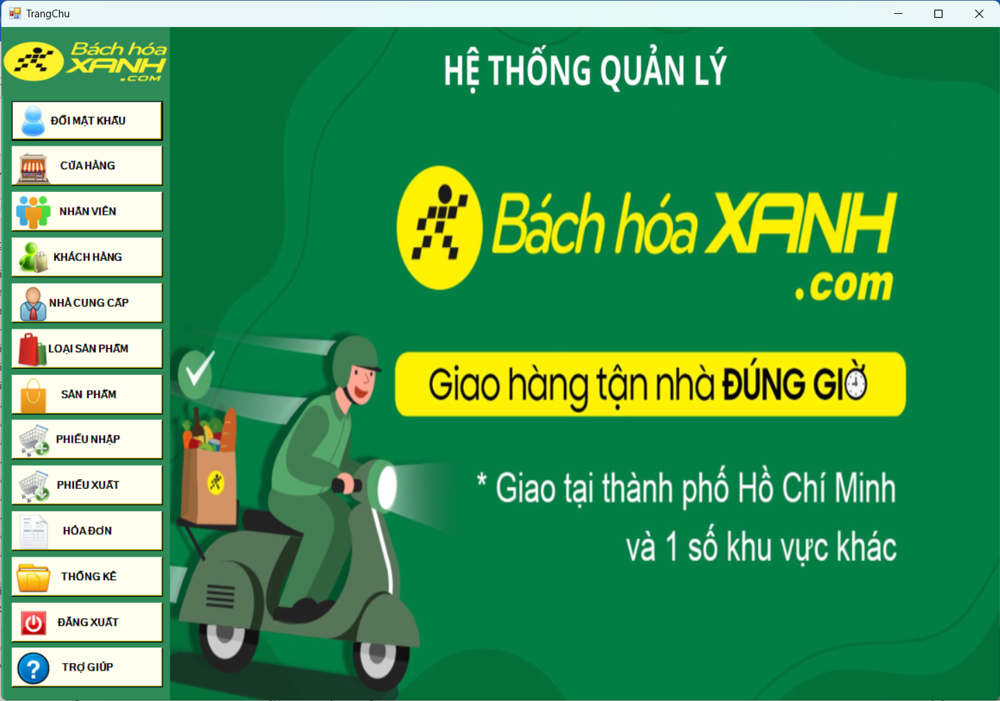 TrangChu
Bách hóa
XANH
.COM
ĐỔI MẬT KHẨU
CỬA HÀNG
NHÂN VIÊN
KHÁCH HÀNG
NHÀ CUNG CẤP
LOẠI SẢN PHẨM
SẢN PHẨM
PHIẾU NHẬP
PHIẾU XUẤT
HÓA ĐƠN
THỐNG KÊ
ĐĂNG XUẤT
TRỢ GIÚP
HỆ THỐNG QUẢN LÝ
Bách hóa XANH
.com
Giao hàng tận nhà ĐÚNG GIỜ
* Giao tại thành phố Hồ Chí Minh
và 1 số khu vực khác